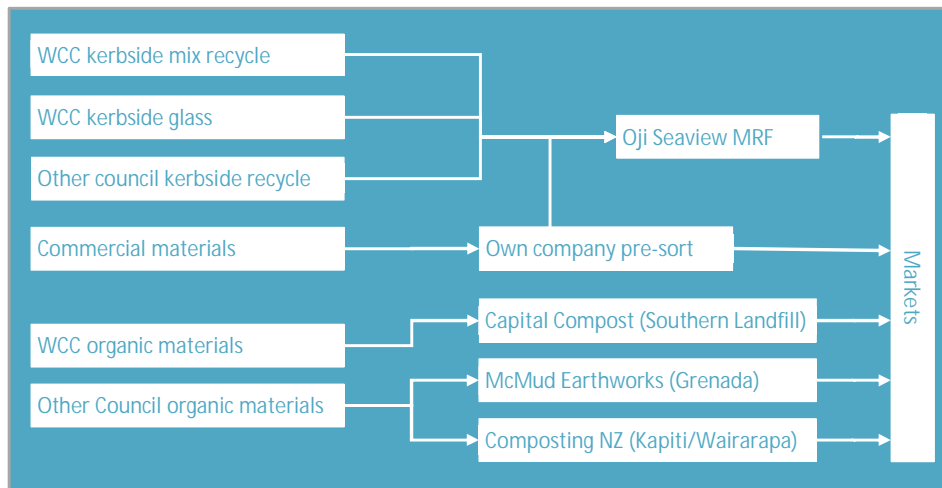 WCC kerbside mix recycle
WCC kerbside glass
Oji Seaview MRF
Other council kerbside recycle
Commercial materials
Own company pre-sort
Markets
Capital Compost (Southern Landfill)
WCC organic materials
McMud Earthworks (Grenada)
Other Council organic materials
Composting NZ (Kapiti/Wairarapa)